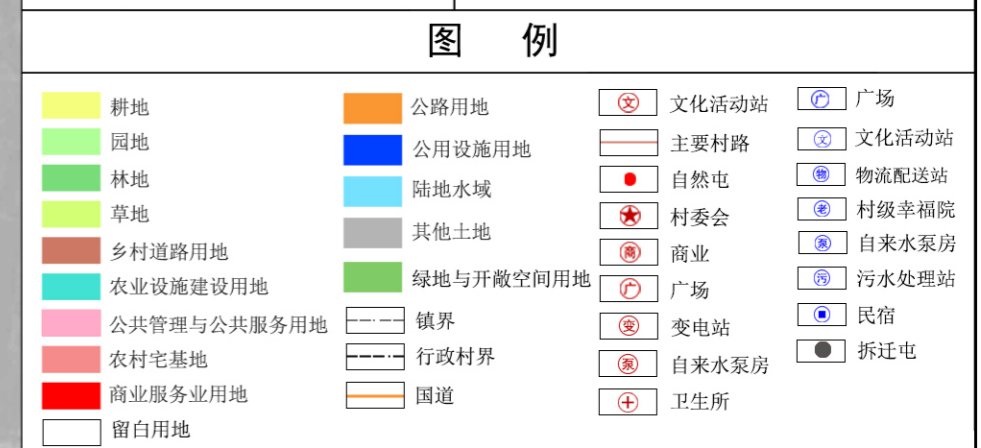 图 例
耕地
园地
林地
草地
乡村道路用地
农业设施建设用地
公共管理与公共服务用地
农村宅基地
商业服务业用地
留白用地
公路用地
公用设施用地
陆地水域
其他土地
绿地与开敞空间用地
镇界
行政村界
国道
文 文化活动站
主要村路
自然屯
村委会
商 商业
广 广场
变 变电站
泵 自来水泵房
卫生所
广 广场
文 文化活动站
物 物流配送站
老 村级幸福院
泵 自来水泵房
污 污水处理站
民宿
拆迁屯